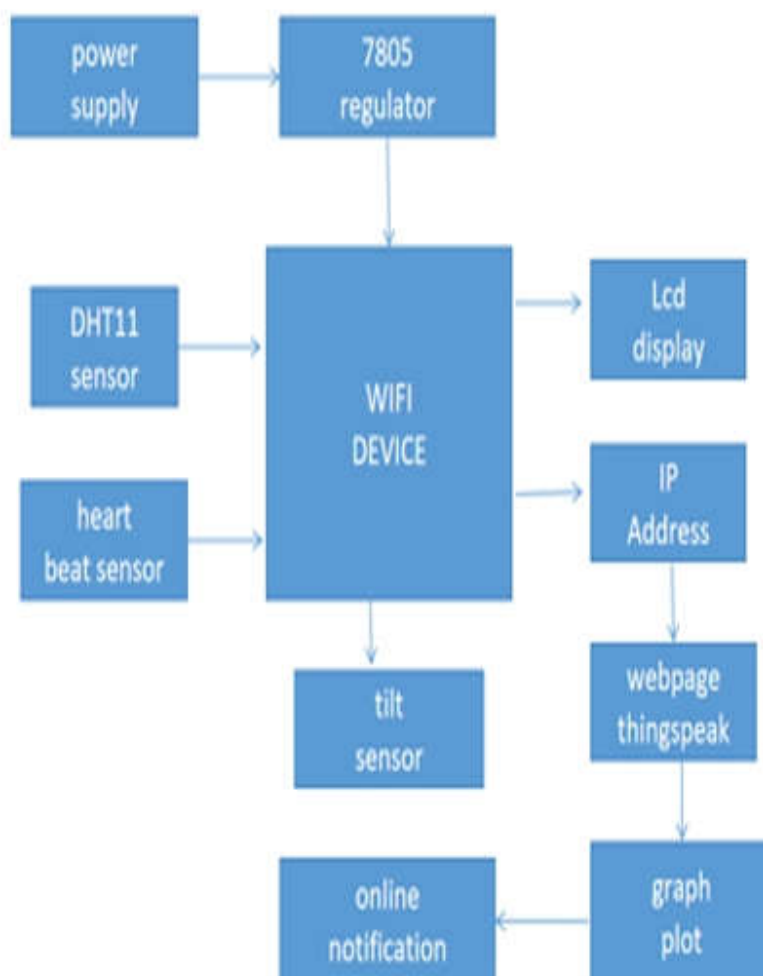 power
supply
7805
regulator
DHT11
sensor
WIFI
DEVICE
Lcd
display
heart
beat sensor
IP
Address
tilt
sensor
webpage
thingspeak
online
notification
graph
plot